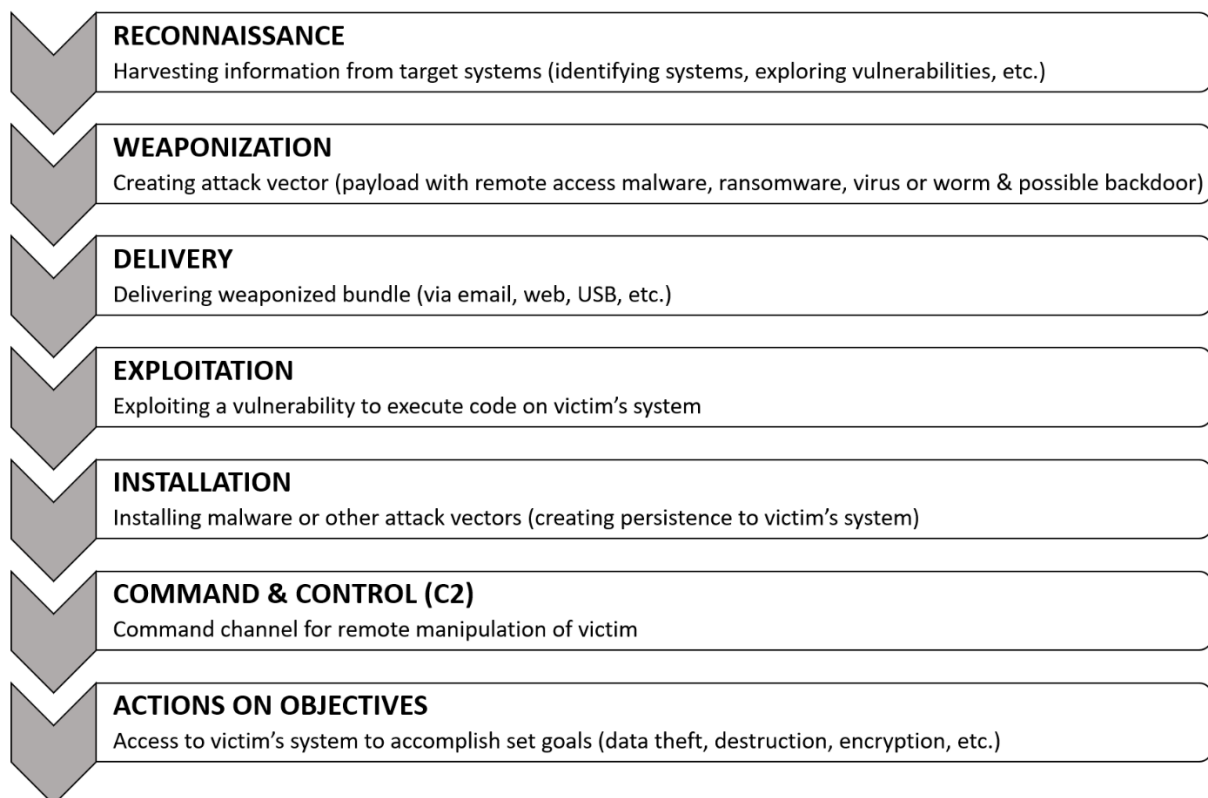 RECONNAISSANCE
Harvesting information from target systems (identifying systems, exploring vulnerabilities, etc.)
WEAPONIZATION
Creating attack vector (payload with remote access malware, ransomware, virus or worm & possible backdoor)
DELIVERY
Delivering weaponized bundle (via email, web, USB, etc.)
EXPLOITATION
Exploiting a vulnerability to execute code on victim’s system
INSTALLATION
Installing malware or other attack vectors (creating persistence to victim’s system)
COMMAND & CONTROL (C2)
Command channel for remote manipulation of victim
ACTIONS ON OBJECTIVES
Access to victim’s system to accomplish set goals (data theft, destruction, encryption, etc.)